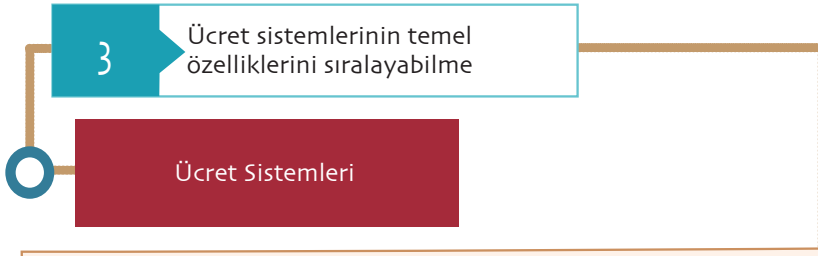 3
Ücret sistemlerinin temel
özelliklerini sıralayabilme
Ücret Sistemleri